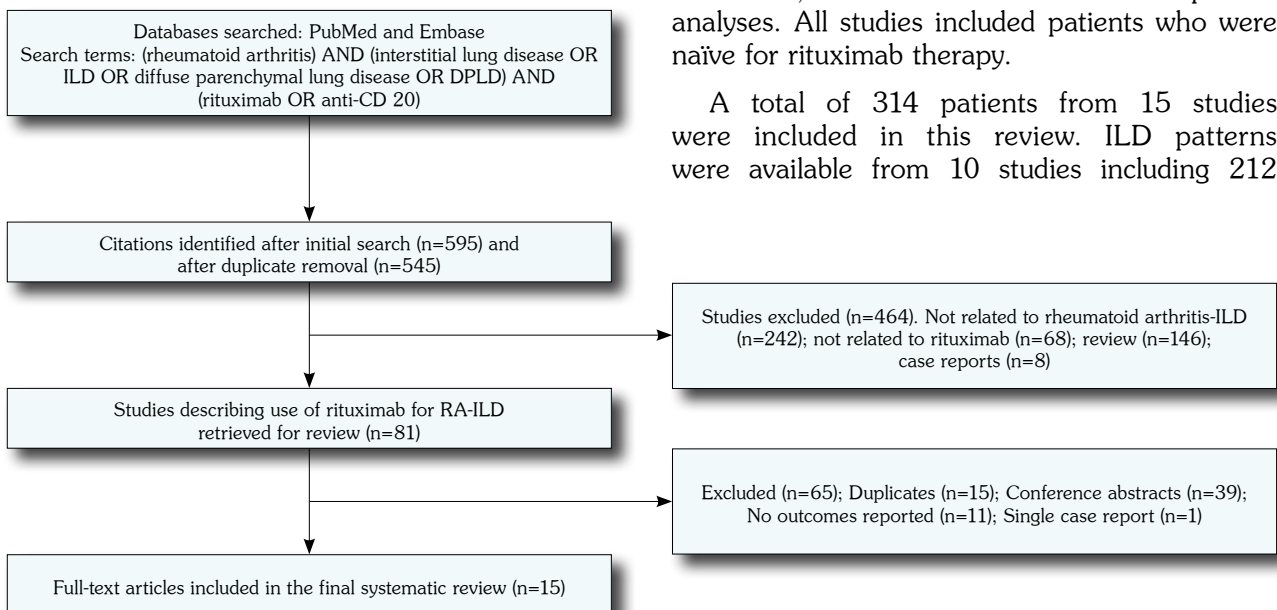 Databases searched: PubMed and Embase
Search terms: (rheumatoid arthritis) AND (interstitial lung disease OR
ILD OR diffuse parenchymal lung disease OR DPLD) AND
(rituximab OR anti-CD 20)
Citations identified after initial search (n=595) and
after duplicate removal (n=545)
Studies excluded (n=464). Not related to rheumatoid arthritis-ILD
(n=242); not related to rituximab (n=68); review (n=146);
case reports (n=8)
Studies describing use of rituximab for RA-ILD
retrieved for review (n=81)
Excluded (n=65); Duplicates (n=15); Conference abstracts (n=39);
No outcomes reported (n=11); Single case report (n=1)
Full-text articles included in the final systematic review (n=15)
analyses. All studies included patients who were
naïve for rituximab therapy.
A total of 314 patients from 15 studies
were included in this review. ILD patterns
were available from 10 studies including 212